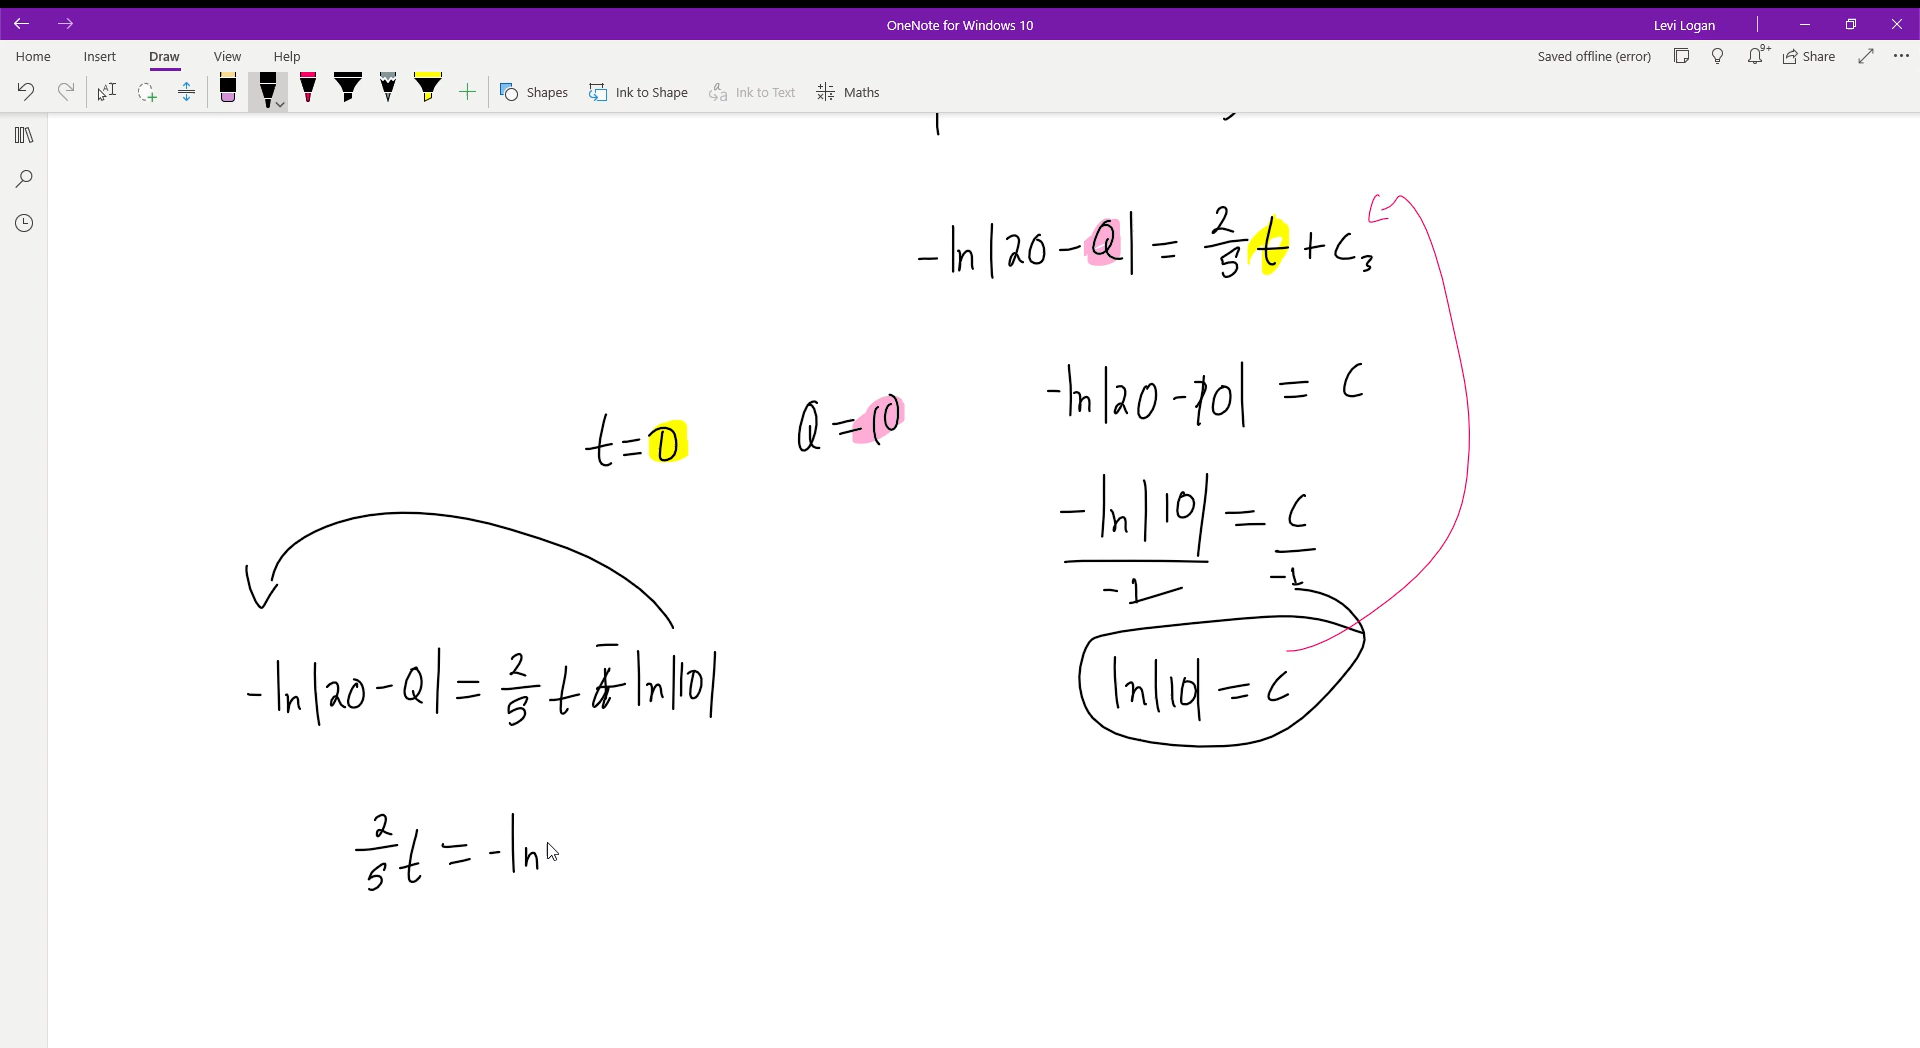 OneNote for Windows 10
Levi Logan
Home Insert Draw View Help
Saved offline (error) 9+ Share
Shapes Ink to Shape Ink to Text Maths
-ln|20-Q| = 2/5 t + C₃
-ln|20-10| = C
t=0 Q=10
-ln|10| = C
-1 -1
-ln|20-Q| = 2/5 t - ln|10|
ln|10| = C
2/5 t = -ln